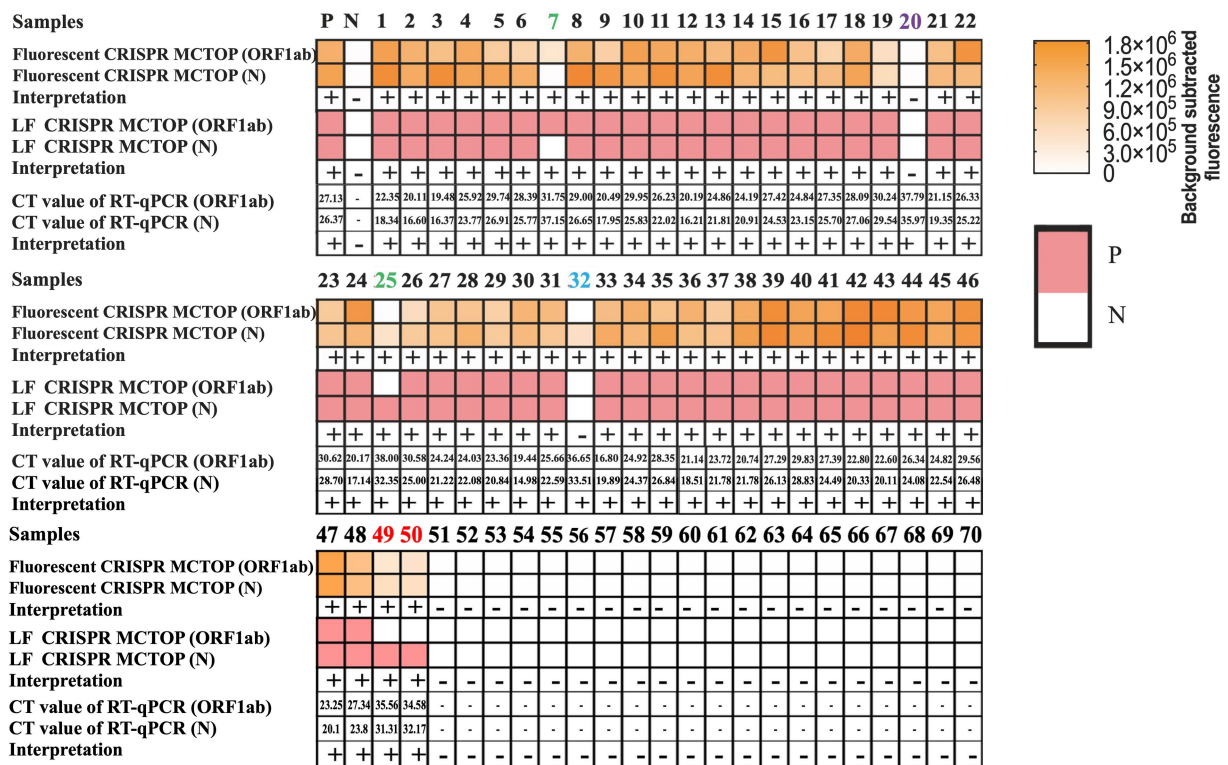 Samples P N 1 2 3 4 5 6 7 8 9 10 11 12 13 14 15 16 17 18 19 20 21 22
Fluorescent CRISPR MCTOP (ORF1ab)
Fluorescent CRISPR MCTOP (N)
Interpretation + - + + + + + + + + + + + + + + + + + + + - + +
LF CRISPR MCTOP (ORF1ab)
LF CRISPR MCTOP (N)
Interpretation + - + + + + + + + + + + + + + + + + + + + - + +
CT value of RT-qPCR (ORF1ab) 27.13 - 22.35 20.11 19.48 25.92 29.74 28.39 31.75 29.00 20.49 29.95 26.23 20.19 24.86 24.19 27.42 24.84 27.35 28.09 30.24 37.79 21.15 26.33
CT value of RT-qPCR (N) 26.37 - 18.34 16.60 16.37 23.77 26.91 25.77 37.15 26.65 17.95 25.83 22.02 16.21 21.81 20.91 24.53 23.15 25.70 27.06 29.54 35.97 19.35 25.22
Interpretation + - + + + + + + + + + + + + + + + + + + + + + +
1.8×10⁶
1.5×10⁶
1.2×10⁶
9.0×10⁵
6.0×10⁵
3.0×10⁵
0
Background subtracted
fluorescence
P
N
Samples 23 24 25 26 27 28 29 30 31 32 33 34 35 36 37 38 39 40 41 42 43 44 45 46
Fluorescent CRISPR MCTOP (ORF1ab)
Fluorescent CRISPR MCTOP (N)
Interpretation + + + + + + + + + + + + + + + + + + + + + + + +
LF CRISPR MCTOP (ORF1ab)
LF CRISPR MCTOP (N)
Interpretation + + + + + + + + + - + + + + + + + + + + + + + +
CT value of RT-qPCR (ORF1ab) 30.62 20.17 38.00 30.58 24.24 24.03 23.36 19.44 25.66 36.65 16.80 24.92 28.35 21.14 23.72 20.74 27.29 29.83 27.39 22.80 22.60 26.34 24.82 29.56
CT value of RT-qPCR (N) 28.70 17.14 32.35 25.00 21.22 22.08 20.84 14.98 22.59 33.51 19.89 24.37 26.84 18.51 21.78 21.78 26.13 28.83 24.49 20.33 20.11 24.08 22.54 26.48
Interpretation + + + + + + + + + + + + + + + + + + + + + + + +
Samples 47 48 49 50 51 52 53 54 55 56 57 58 59 60 61 62 63 64 65 66 67 68 69 70
Fluorescent CRISPR MCTOP (ORF1ab)
Fluorescent CRISPR MCTOP (N)
Interpretation + + + + - - - - - - - - - - - - - - - - - - - -
LF CRISPR MCTOP (ORF1ab)
LF CRISPR MCTOP (N)
Interpretation + + + + - - - - - - - - - - - - - - - - - - - -
CT value of RT-qPCR (ORF1ab) 23.25 27.34 35.56 34.58 - - - - - - - - - - - - - - - - - - - -
CT value of RT-qPCR (N) 20.1 23.8 31.31 32.17 - - - - - - - - - - - - - - - - - - - -
Interpretation + + + + - - - - - - - - - - - - - - - - - - - -